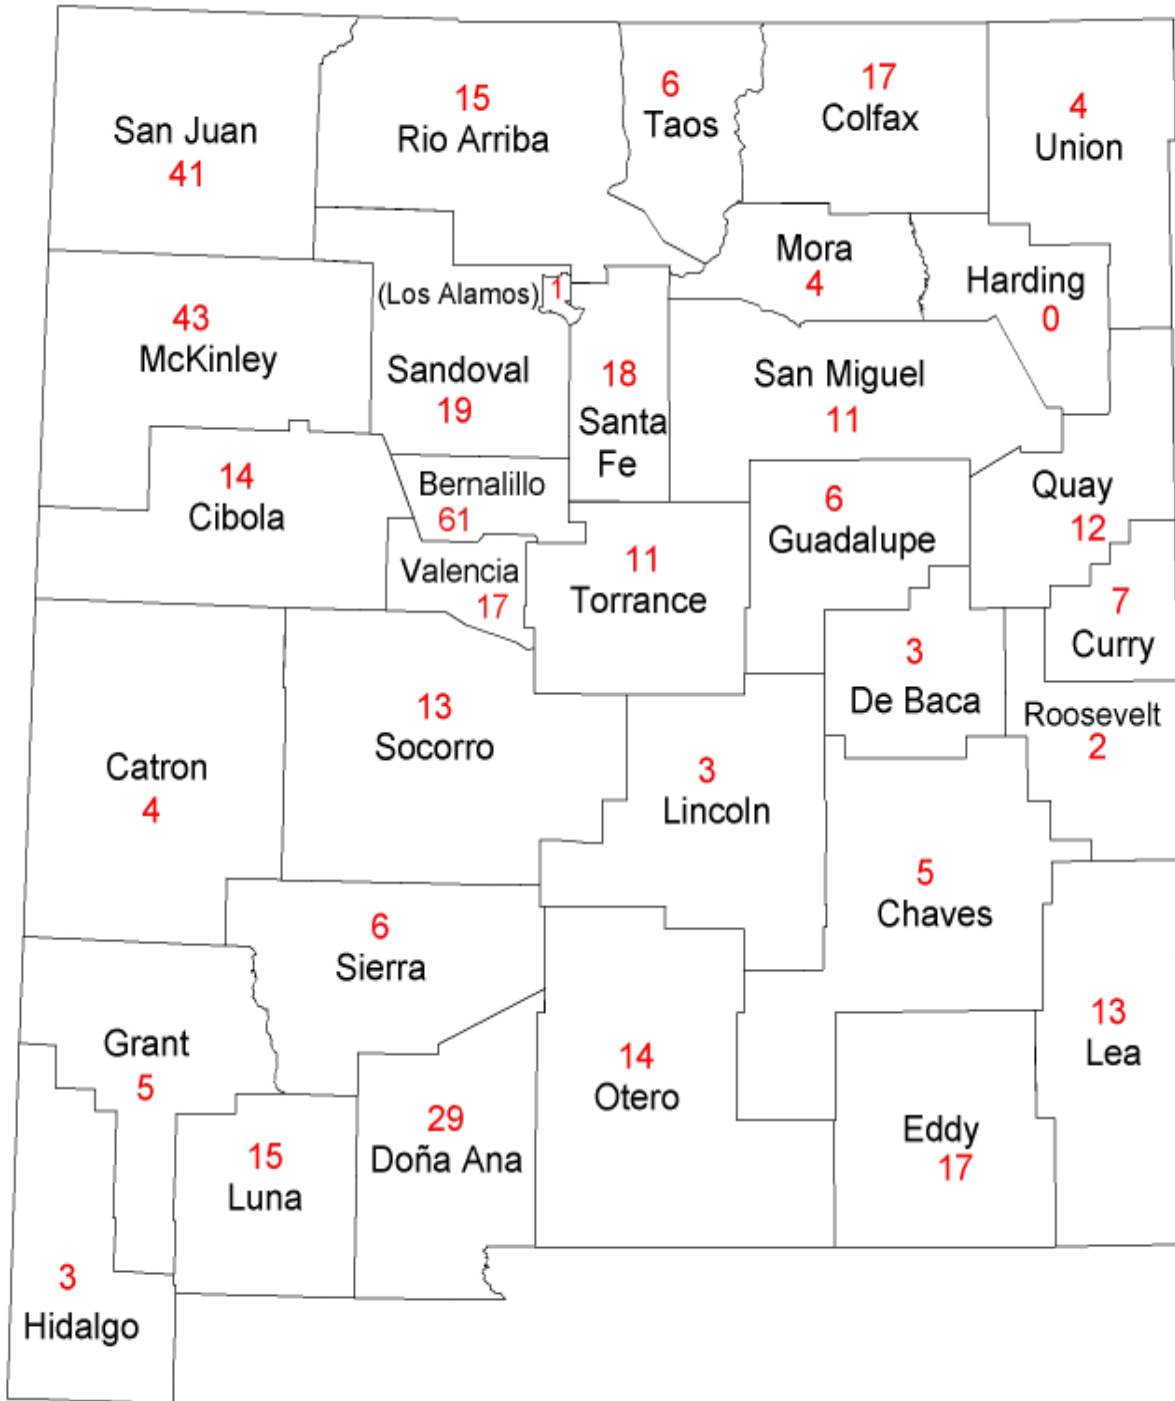 15
Rio Arriba
6
Taos
17
Colfax
4
Union
San Juan
41
Mora
4
Harding
0
(Los Alamos)
1
43
McKinley
Sandoval
19
18
Santa
Fe
San Miguel
11
14
Cibola
Bernalillo
61
6
Guadalupe
Quay
12
Valencia
17
11
Torrance
7
Curry
3
De Baca
Roosevelt
2
13
Socorro
Catron
4
3
Lincoln
5
Chaves
6
Sierra
Grant
5
14
Otero
13
Lea
29
Doña Ana
15
Luna
Eddy
17
3
Hidalgo